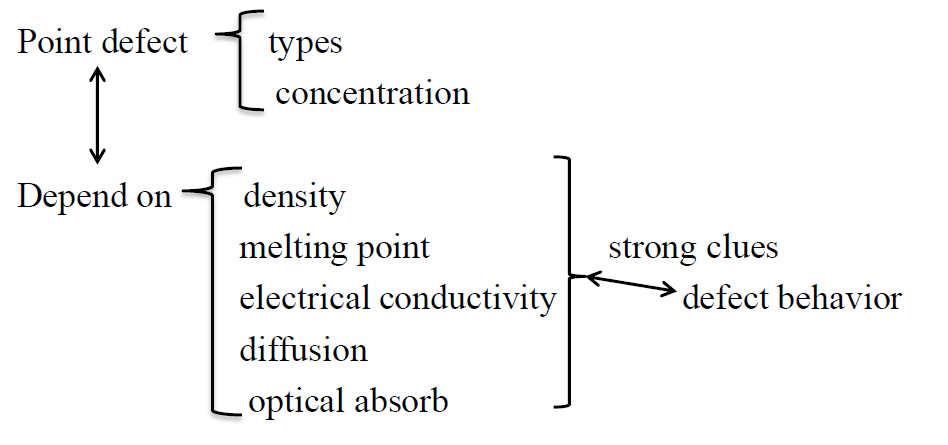 Point defect
types
concentration
Depend on
density
melting point
electrical conductivity
diffusion
optical absorb
strong clues
defect behavior